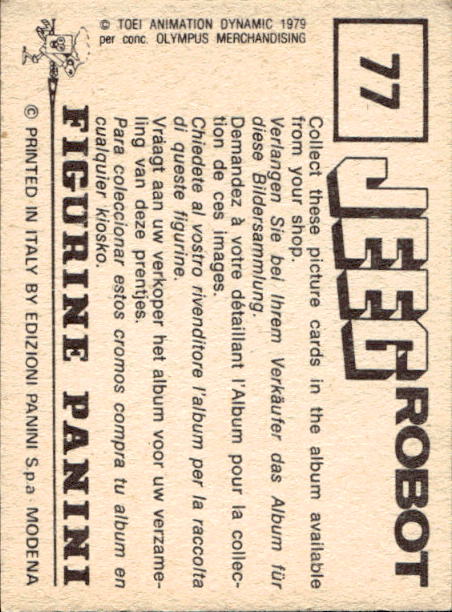 77
JEEG ROBOT
© TOEI ANIMATION DYNAMIC 1979
per conc. OLYMPUS MERCHANDISING
Collect these picture cards in the album available
from your shop.
Verlangen Sie bei Ihrem Verkäufer das Album für
diese Bildersammlung.
Demandez à votre détaillant l'Album pour la collec-
tion de ces images.
Chiedete al vostro rivenditore l'album per la raccolta
di queste figurine.
Vráagt aan uw verkoper het album voor uw verzame-
ling van deze prentjes.
Para coleccionar estos cromos compra tu album en
cualquier kiosko.
FIGURINE PANINI
© PRINTED IN ITALY BY EDIZIONI PANINI S.p.a. MODENA